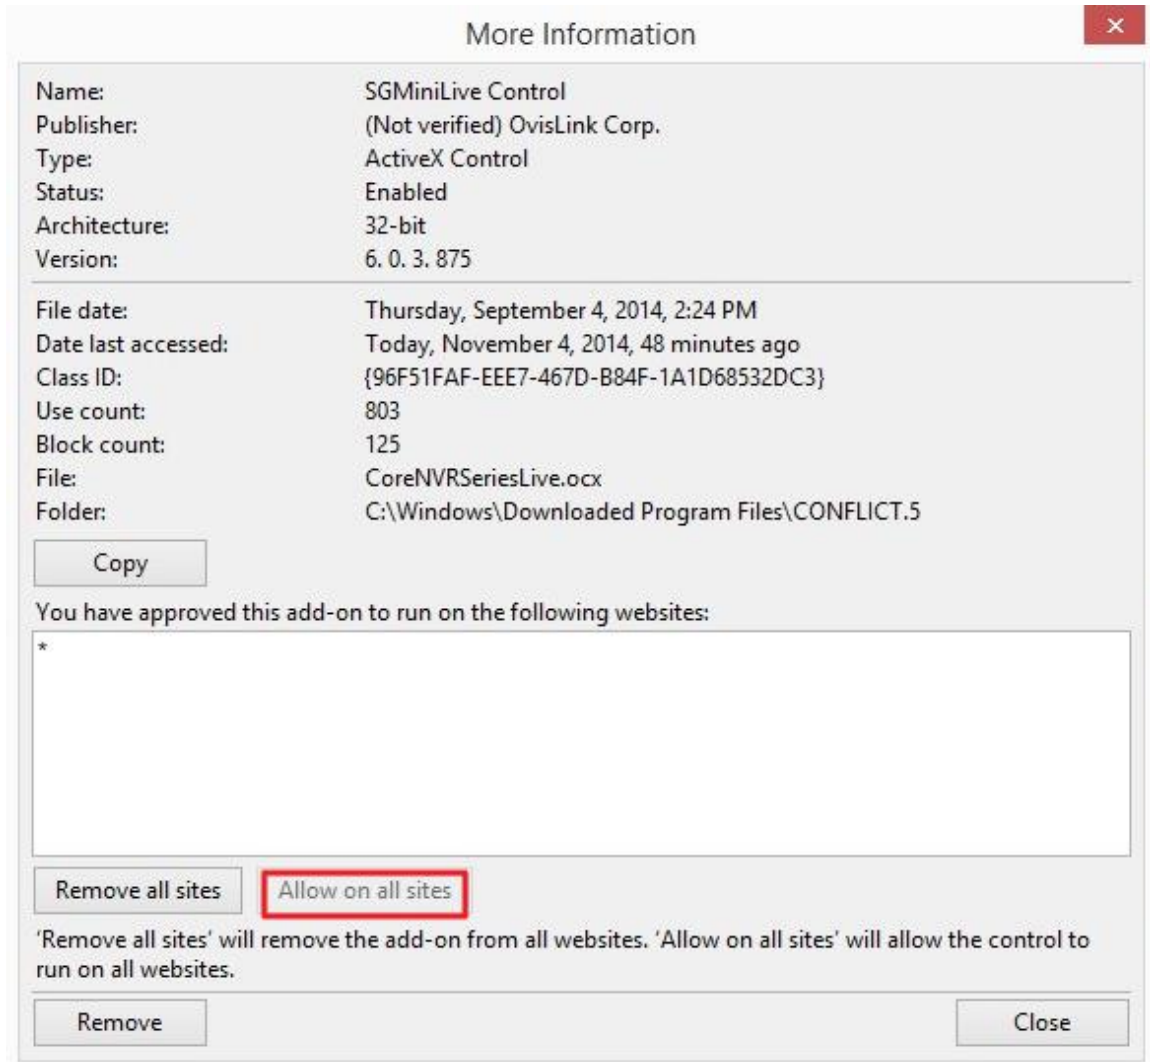 More Information
Name: SGMiniLive Control
Publisher: (Not verified) OvisLink Corp.
Type: ActiveX Control
Status: Enabled
Architecture: 32-bit
Version: 6. 0. 3. 875
File date: Thursday, September 4, 2014, 2:24 PM
Date last accessed: Today, November 4, 2014, 48 minutes ago
Class ID: {96F51FAF-EEE7-467D-B84F-1A1D68532DC3}
Use count: 803
Block count: 125
File: CoreNVRSeriesLive.ocx
Folder: C:\Windows\Downloaded Program Files\CONFLICT.5
Copy
You have approved this add-on to run on the following websites:
*
Remove all sites Allow on all sites
'Remove all sites' will remove the add-on from all websites. 'Allow on all sites' will allow the control to
run on all websites.
Remove Close